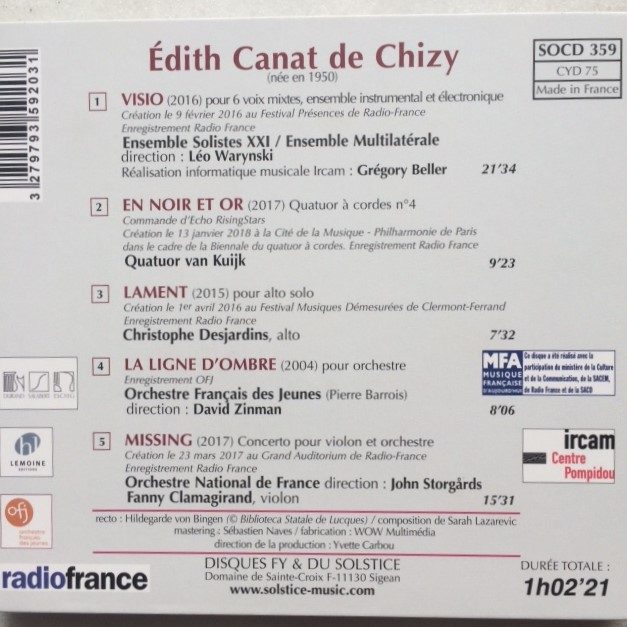 Édith Canat de Chizy
(née en 1950)
SOCD 359
CYD 75
Made in France
3 279793 592031
1 VISIO (2016) pour 6 voix mixtes, ensemble instrumental et électronique
Création le 9 février 2016 au Festival Présences de Radio-France
Enregistrement Radio France
Ensemble Solistes XXI / Ensemble Multilatérale
direction : Léo Warynski
Réalisation informatique musicale Ircam : Grégory Beller 21'34
2 EN NOIR ET OR (2017) Quatuor à cordes n°4
Commande d'Echo RisingStars
Création le 13 janvier 2018 à la Cité de la Musique - Philharmonie de Paris
dans le cadre de la Biennale du quatuor à cordes. Enregistrement Radio France
Quatuor van Kuijk 9'23
3 LAMENT (2015) pour alto solo
Création le 1er avril 2016 au Festival Musiques Démesurées de Clermont-Ferrand
Enregistrement Radio France
Christophe Desjardins, alto 7'32
4 LA LIGNE D'OMBRE (2004) pour orchestre
Enregistrement OFJ
Orchestre Français des Jeunes (Pierre Barrois)
direction : David Zinman 8'06
MFA
MUSIQUE
FRANÇAISE
D'AUJOURD'HUI
Ce disque a été réalisé avec la
participation du ministère de la Culture
et de la Communication, de la SACEM,
de Radio France et de la SACD
5 MISSING (2017) Concerto pour violon et orchestre
Création le 23 mars 2017 au Grand Auditorium de Radio-France
Enregistrement Radio France
Orchestre National de France direction : John Storgårds
Fanny Clamagirand, violon 15'31
ircam
Centre
Pompidou
LEMOINE
ofj
orchestre
français
des jeunes
radiofrance
recto : Hildegarde von Bingen (© Biblioteca Statale de Lucques) / composition de Sarah Lazarevic
mastering : Sébastien Naves / fabrication : WOW Multimédia
direction de la production : Yvette Carbou
DISQUES FY & DU SOLSTICE
Domaine de Sainte-Croix F-11130 Sigean
www.solstice-music.com
DURÉE TOTALE :
1h02'21